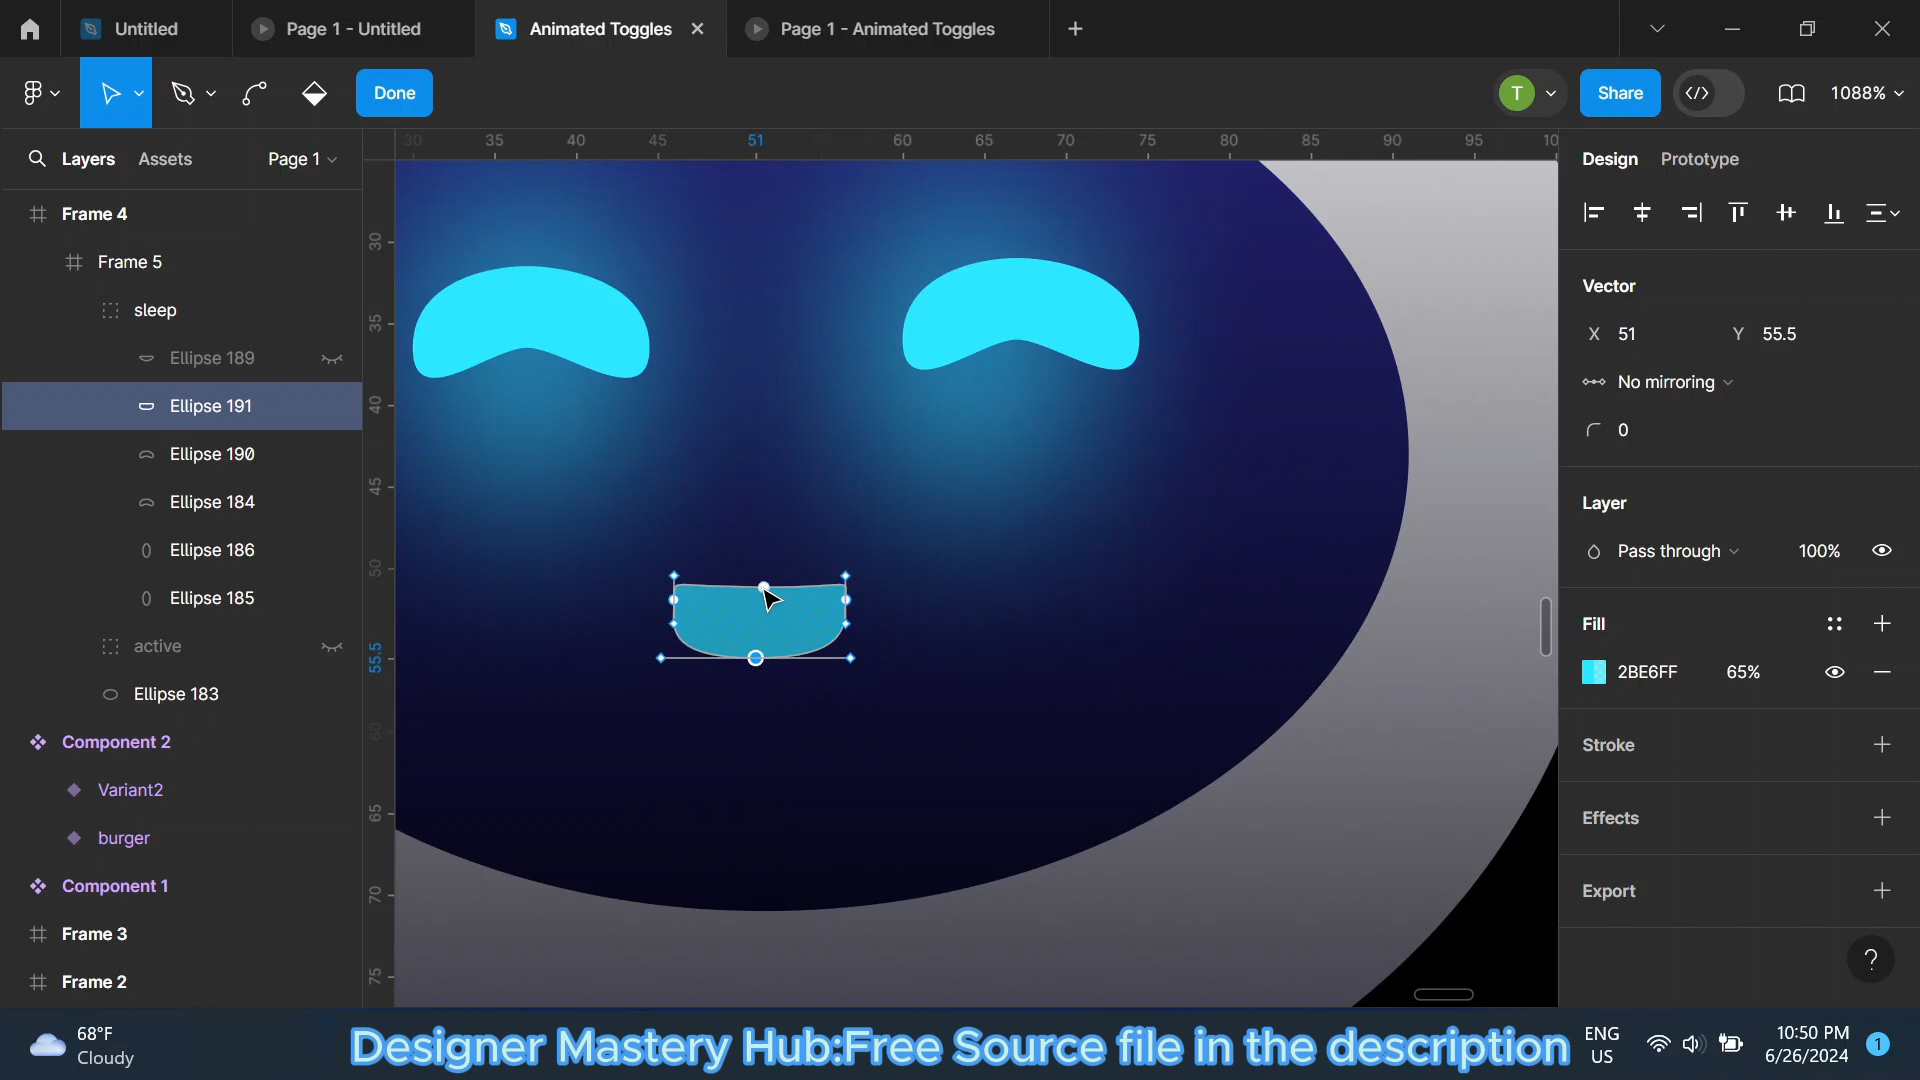 Untitled
Page 1 - Untitled
Animated Toggles
Page 1 - Animated Toggles
Done
T
Share
1088%
Layers
Assets
Page 1
30 35 40 45 51 60 65 70 75 80 85 90 95 10
Design
Prototype
Frame 4
Frame 5
sleep
Ellipse 189
Ellipse 191
Ellipse 190
Ellipse 184
Ellipse 186
Ellipse 185
active
Ellipse 183
Component 2
Variant2
burger
Component 1
Frame 3
Frame 2
30
35
40
45
50
55.5
60
65
70
75
Vector
X 51
Y 55.5
No mirroring
0
Layer
Pass through
100%
Fill
2BE6FF
65%
Stroke
Effects
Export
?
68°F
Cloudy
Designer Mastery Hub:Free Source file in the description
ENG
US
10:50 PM
6/26/2024
1